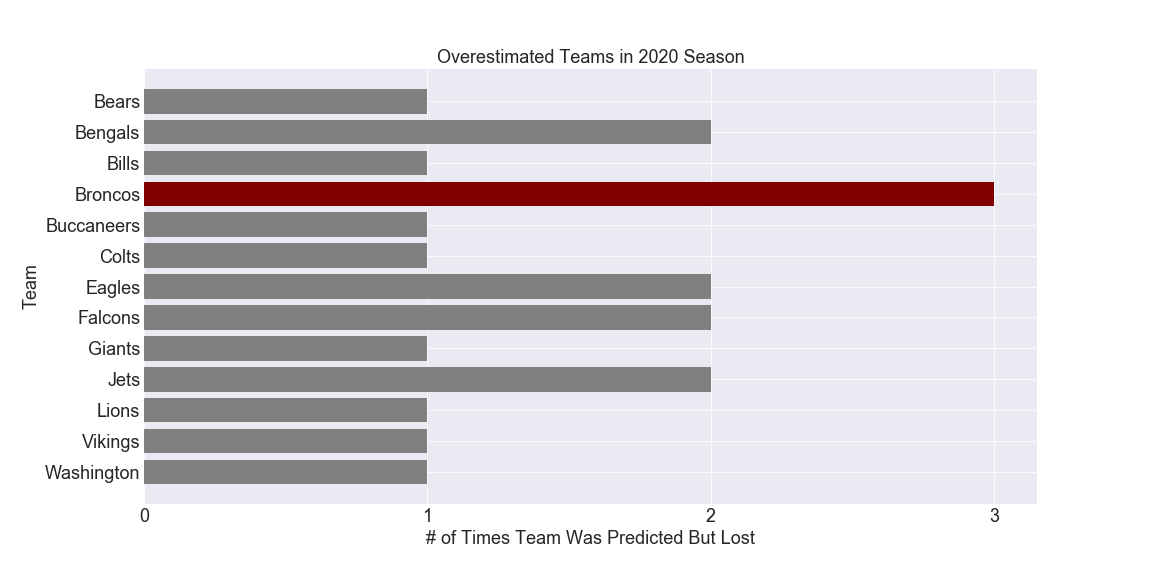 Overestimated Teams in 2020 Season
Bears
Bengals
Bills
Broncos
Buccaneers
Colts
Eagles
Falcons
Giants
Jets
Lions
Vikings
Washington
Team
0 1 2 3
# of Times Team Was Predicted But Lost